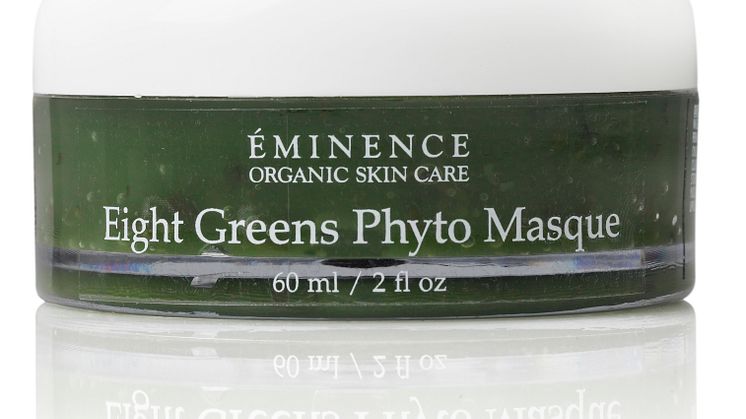 ÉMINENCE
ORGANIC SKIN CARE
Eight Greens Phyto Masque
60 ml / 2 fl oz